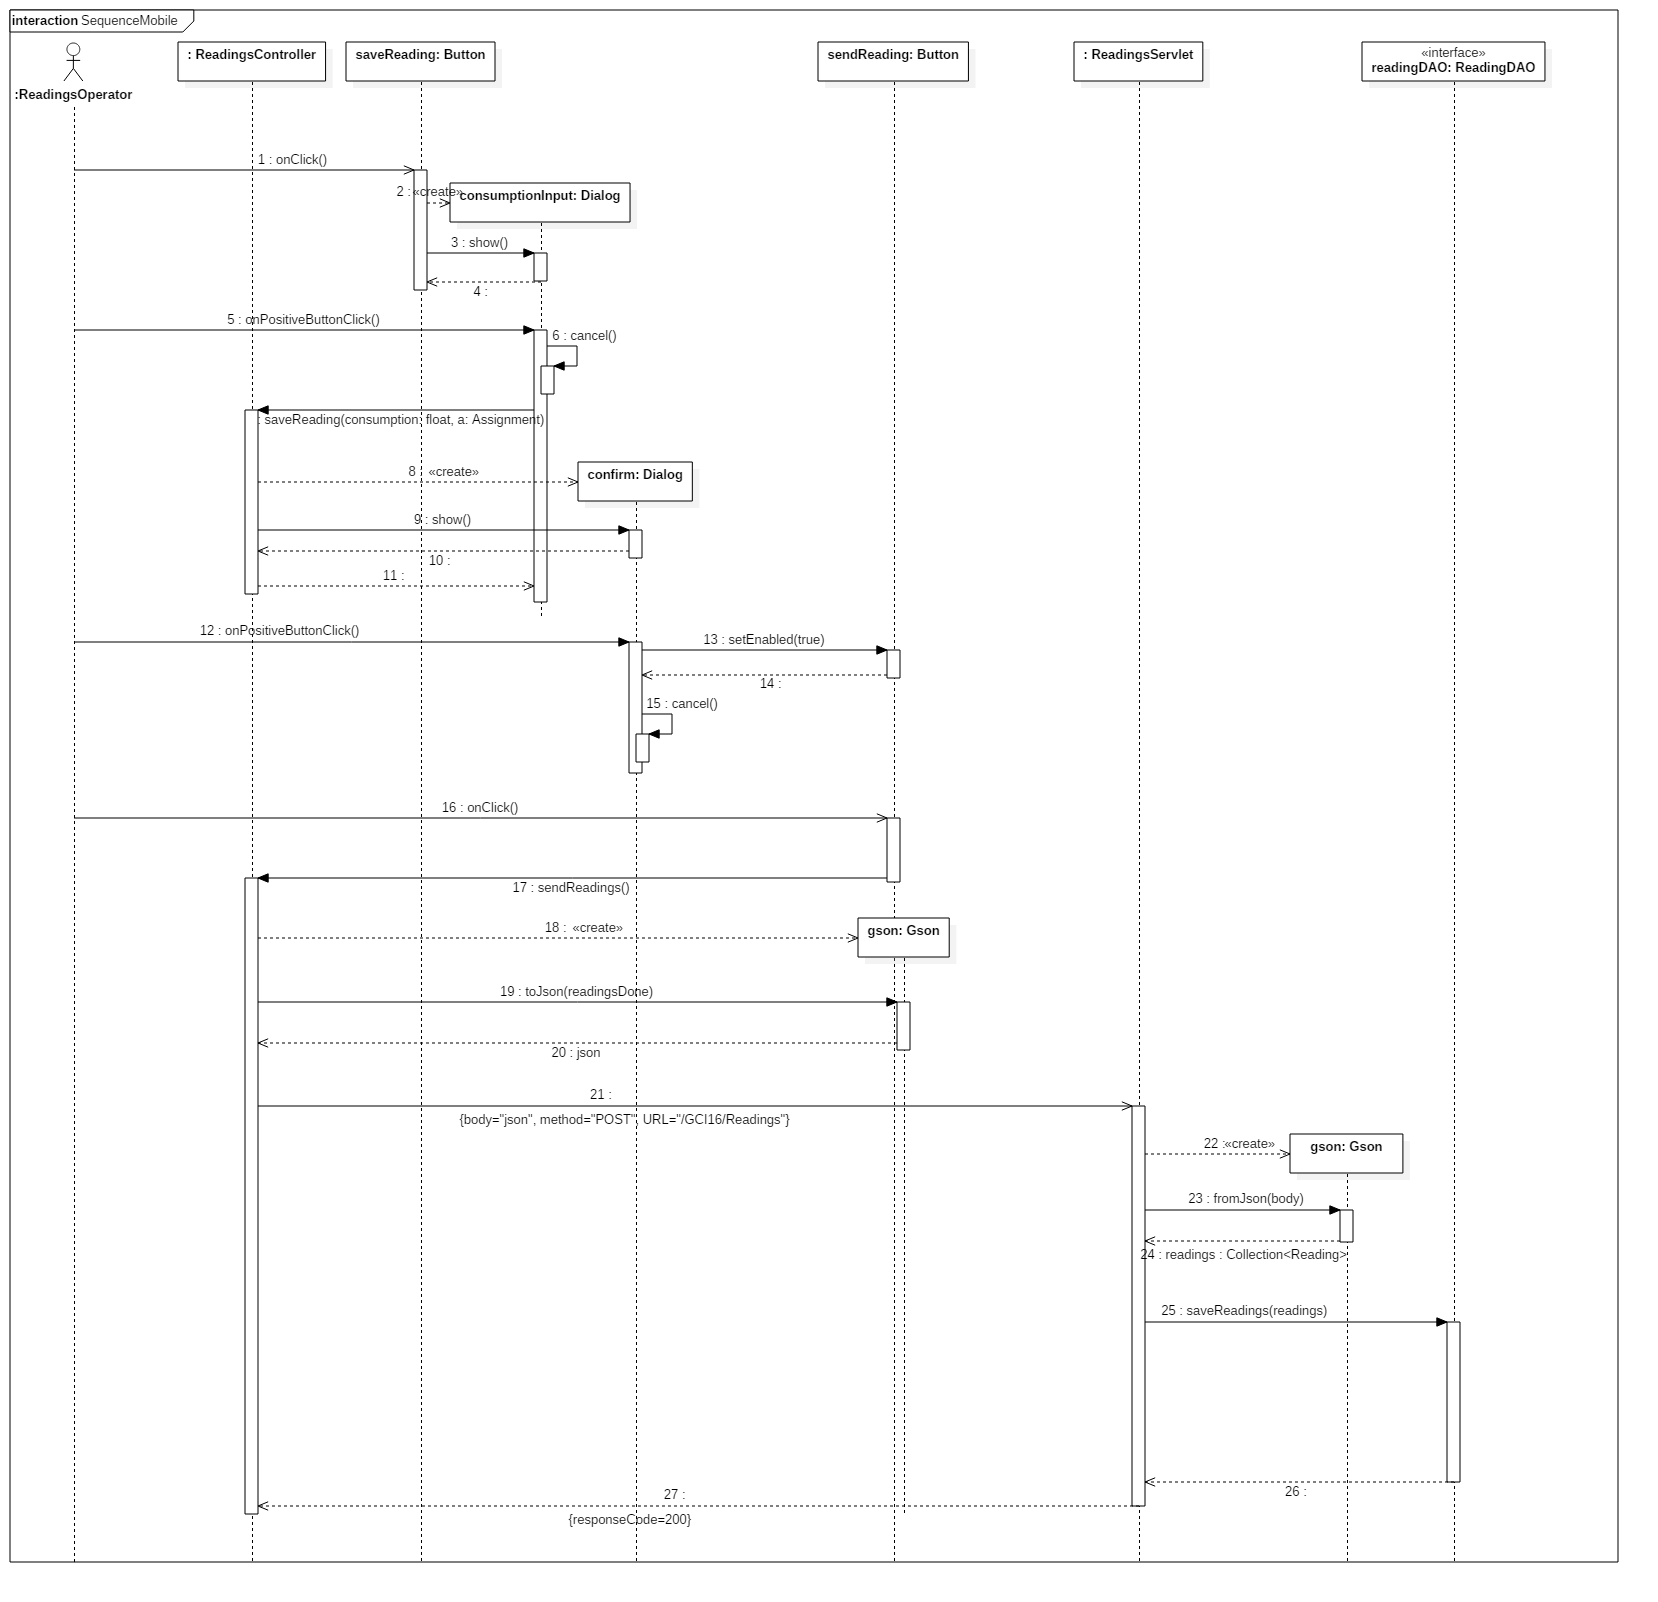 interaction SequenceMobile
:ReadingsOperator
: ReadingsController
saveReading: Button
sendReading: Button
: ReadingsServlet
«interface»
readingDAO: ReadingDAO
1 : onClick()
2 : «create»
consumptionInput: Dialog
3 : show()
4 :
5 : onPositiveButtonClick()
6 : cancel()
: saveReading(consumption: float, a: Assignment)
8 : «create»
confirm: Dialog
9 : show()
10 :
11 :
12 : onPositiveButtonClick()
13 : setEnabled(true)
14 :
15 : cancel()
16 : onClick()
17 : sendReadings()
18 : «create»
gson: Gson
19 : toJson(readingsDone)
20 : json
21 :
{body="json", method="POST", URL="/GCI16/Readings"}
22 : «create»
gson: Gson
23 : fromJson(body)
24 : readings : Collection<Reading>
25 : saveReadings(readings)
26 :
27 :
{responseCode=200}